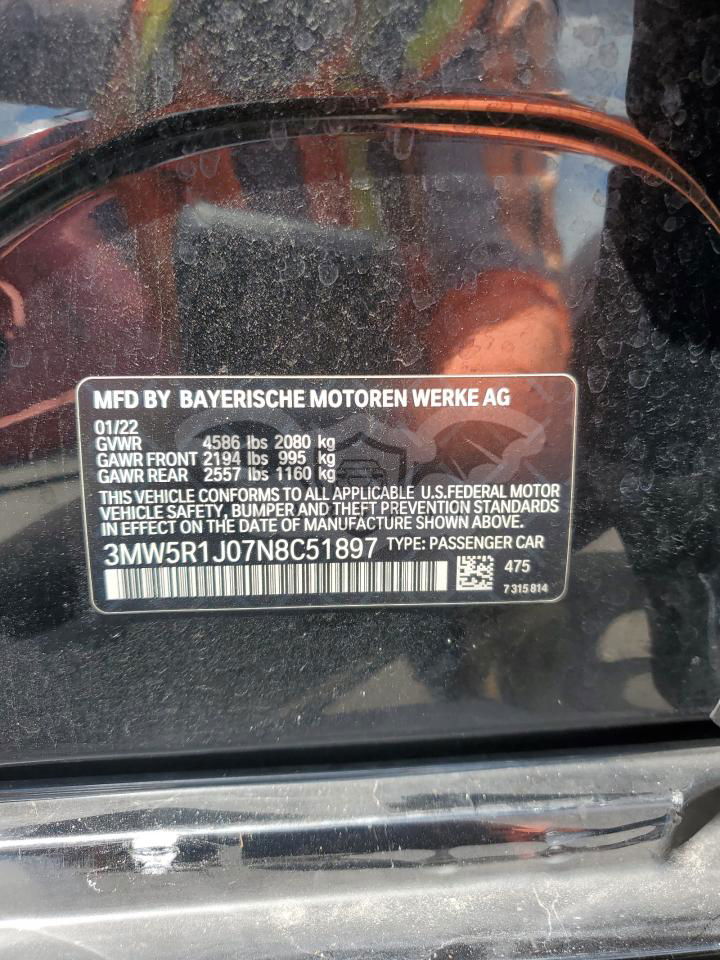 MFD BY BAYERISCHE MOTOREN WERKE AG
01/22
GVWR 4586 lbs 2080 kg
GAWR FRONT 2194 lbs 995 kg
GAWR REAR 2557 lbs 1160 kg
THIS VEHICLE CONFORMS TO ALL APPLICABLE U.S.FEDERAL MOTOR
VEHICLE SAFETY, BUMPER AND THEFT PREVENTION STANDARDS
IN EFFECT ON THE DATE OF MANUFACTURE SHOWN ABOVE.
3MW5R1J07N8C51897 TYPE: PASSENGER CAR
475
7 315 814